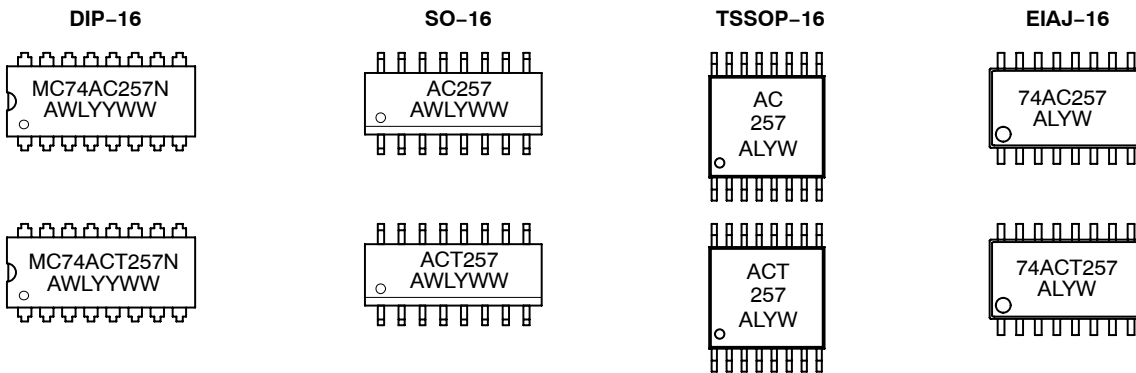 DIP−16
SO−16
TSSOP−16
EIAJ−16
MC74AC257N
AWLYYWW
AC257
AWLYWW
AC
257
ALYW
74AC257
ALYW
MC74ACT257N
AWLYYWW
ACT257
AWLYWW
ACT
257
ALYW
74ACT257
ALYW